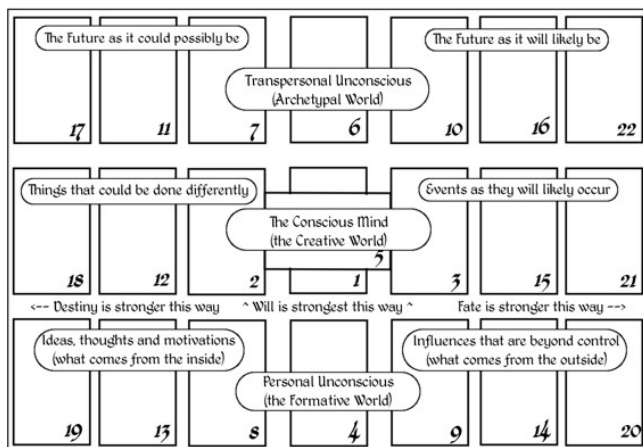 The Future as it could possibly be
The Future as it will likely be
Transpersonal Unconscious
(Archetypal World)
17 11 7 6 10 16 22
Things that could be done differently
Events as they will likely occur
The Conscious Mind
(the Creative World)
5
18 12 2 1 3 15 21
<-- Destiny is stronger this way ^ Will is strongest this way ^ Fate is stronger this way -->
Ideas, thoughts and motivations
(what comes from the inside)
Influences that are beyond control
(what comes from the outside)
Personal Unconscious
(the Formative World)
19 13 8 4 9 14 20